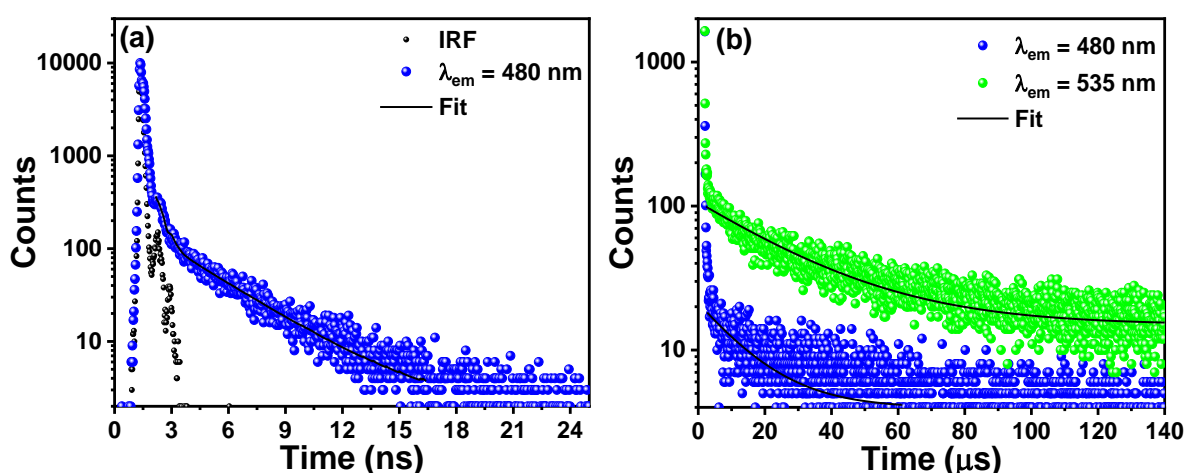 (a)
IRF
λem = 480 nm
Fit
10000
1000
100
10
Counts
0 3 6 9 12 15 18 21 24
Time (ns)
(b)
λem = 480 nm
λem = 535 nm
Fit
1000
100
10
Counts
0 20 40 60 80 100 120 140
Time (μs)